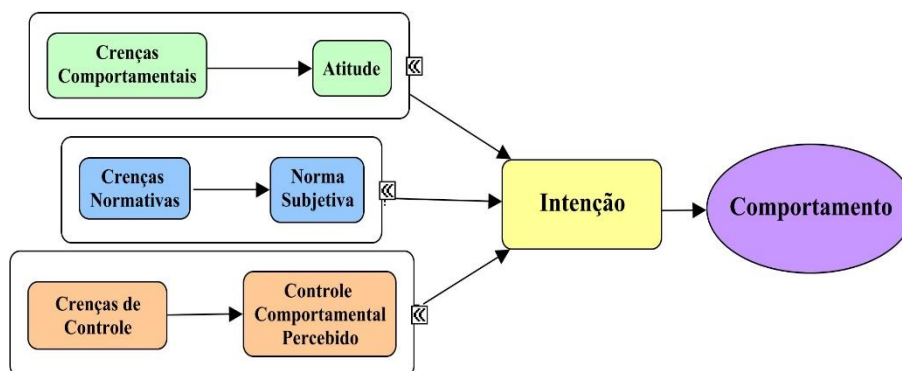 Crenças
Comportamentais
Atitude
Crenças
Normativas
Norma
Subjetiva
Crenças de
Controle
Controle
Comportamental
Percebido
Intenção
Comportamento